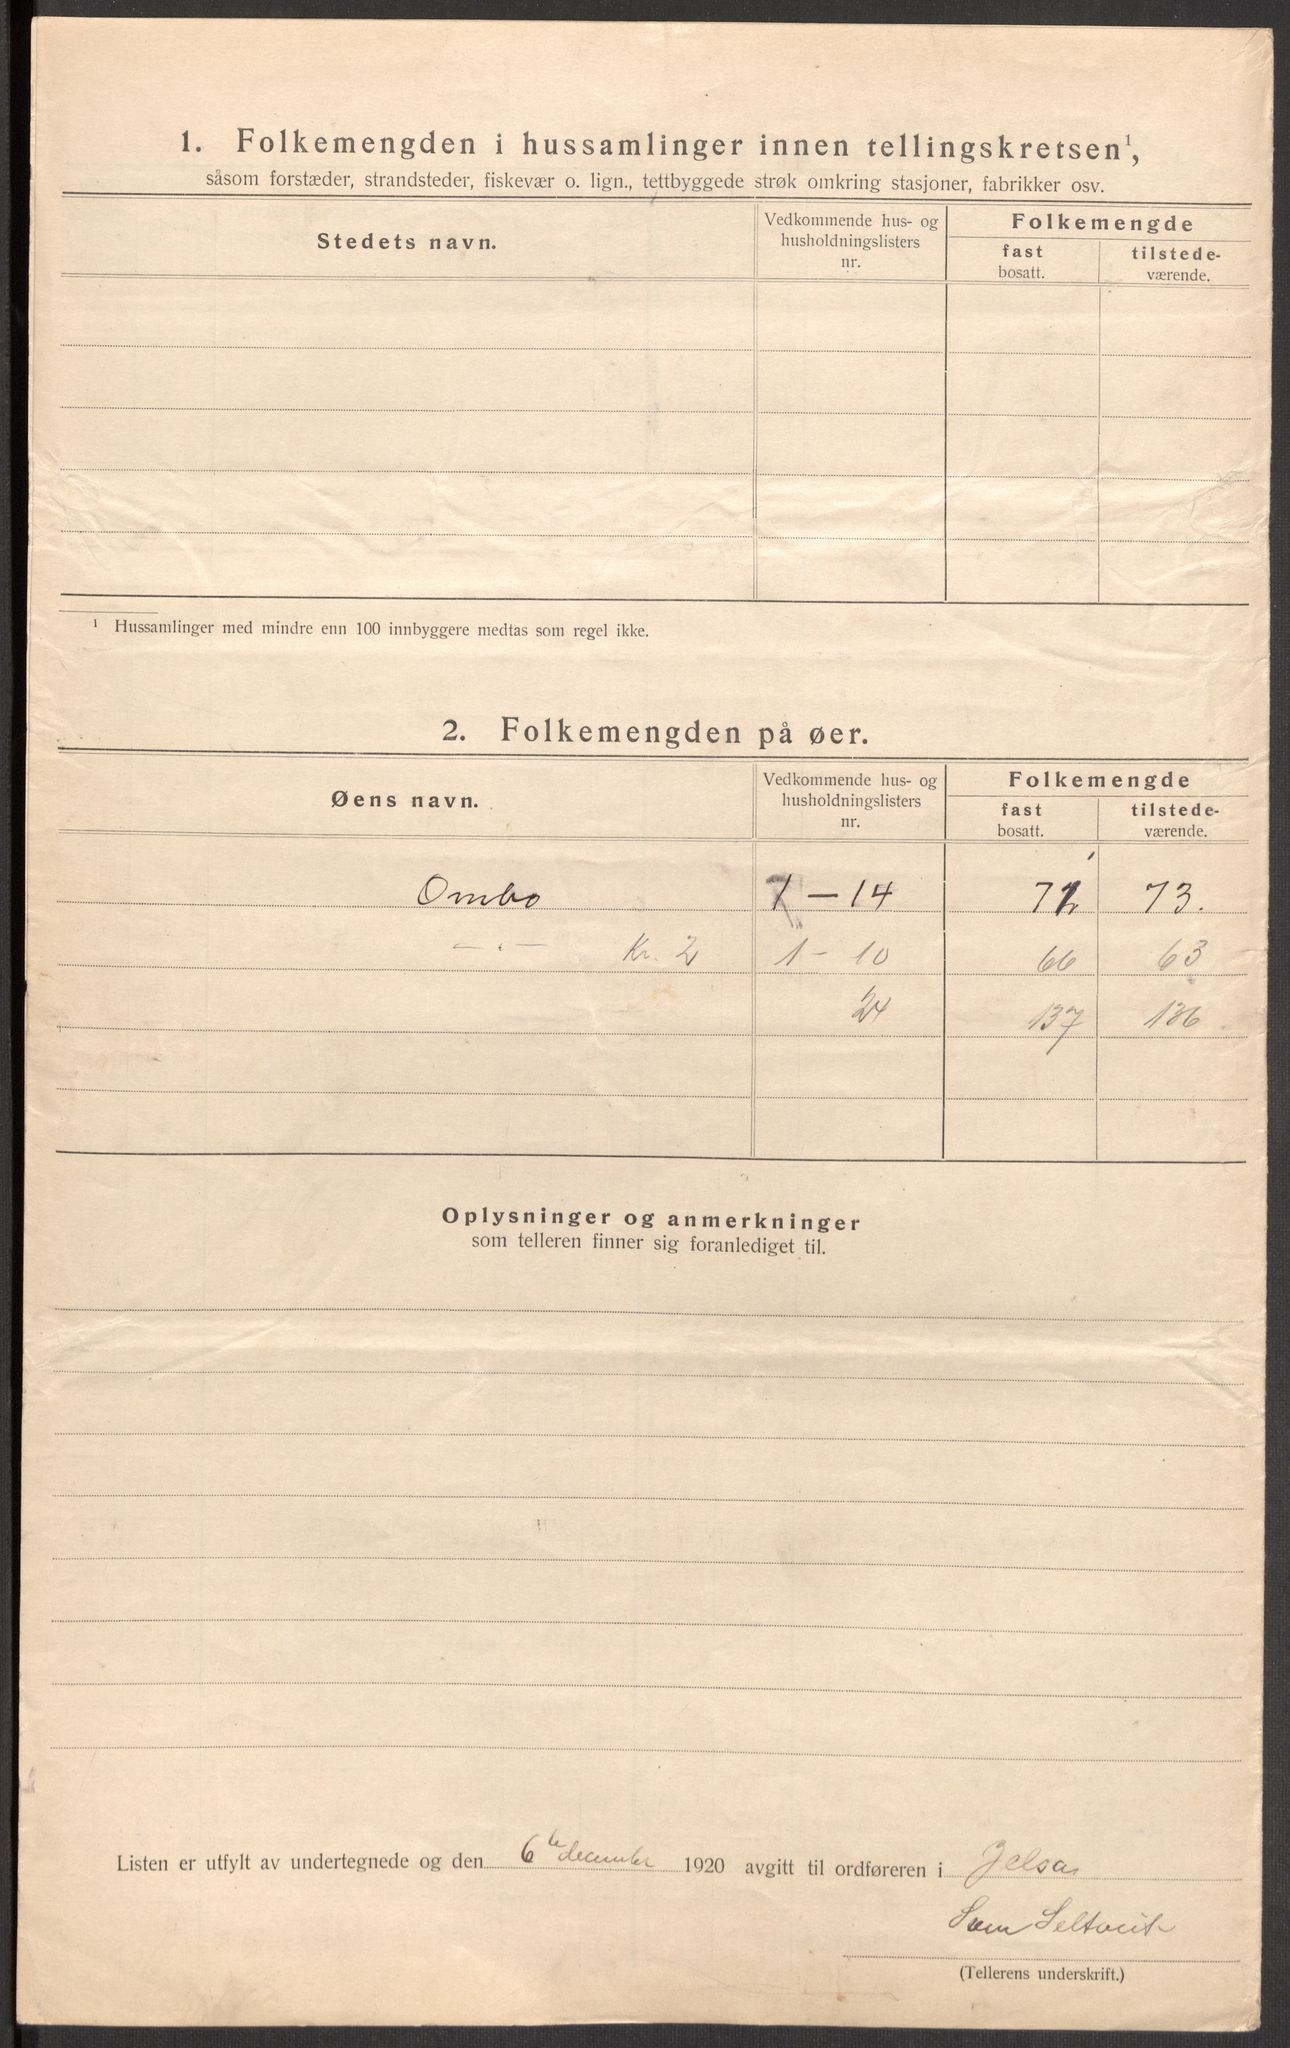 1. Folkemengden i hussamlinger innen tellingskretsen¹,
såsom forstæder, strandsteder, fiskevær o. lign., tettbyggede strøk omkring stasjoner, fabrikker osv.
Stedets navn.
Vedkommende hus- og
husholdningslisters
nr.
Folkemengde
fast
bosatt.
tilstede-
værende.
¹ Hussamlinger med mindre enn 100 innbyggere medtas som regel ikke.
2. Folkemengden på øer.
Øens navn.
Vedkommende hus- og
husholdningslisters
nr.
Folkemengde
fast
bosatt.
tilstede-
værende.
Ombo 1 – 14 71 73.
—„— Kr. 2 1 – 10 66 63
24 137 136
Oplysninger og anmerkninger
som telleren finner sig foranlediget til.
Listen er utfylt av undertegnede og den 6te december 1920 avgitt til ordføreren i Jelsa
(Tellerens underskrift.)